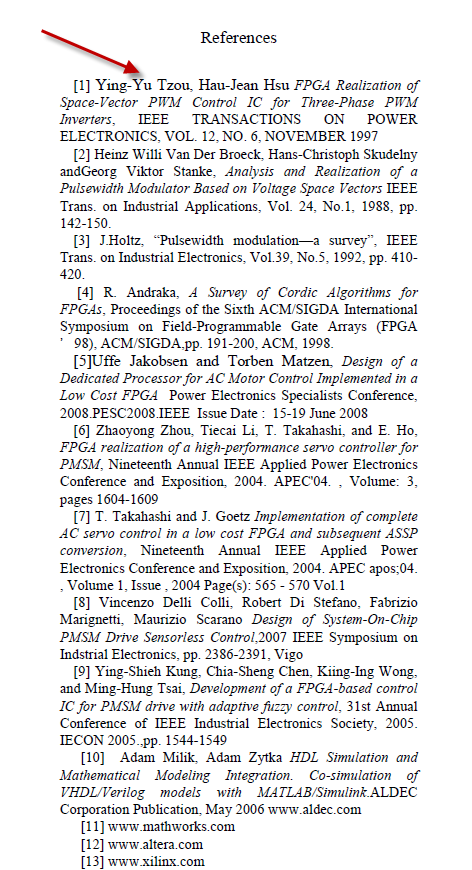 References
[1] Ying-Yu Tzou, Hau-Jean Hsu FPGA Realization of
Space-Vector PWM Control IC for Three-Phase PWM
Inverters, IEEE TRANSACTIONS ON POWER
ELECTRONICS, VOL. 12, NO. 6, NOVEMBER 1997
[2] Heinz Willi Van Der Broeck, Hans-Christoph Skudelny
andGeorg Viktor Stanke, Analysis and Realization of a
Pulsewidth Modulator Based on Voltage Space Vectors IEEE
Trans. on Industrial Applications, Vol. 24, No.1, 1988, pp.
142-150.
[3] J.Holtz, “Pulsewidth modulation—a survey”, IEEE
Trans. on Industrial Electronics, Vol.39, No.5, 1992, pp. 410-
420.
[4] R. Andraka, A Survey of Cordic Algorithms for
FPGAs, Proceedings of the Sixth ACM/SIGDA International
Symposium on Field-Programmable Gate Arrays (FPGA
’ 98), ACM/SIGDA,pp. 191-200, ACM, 1998.
[5]Uffe Jakobsen and Torben Matzen, Design of a
Dedicated Processor for AC Motor Control Implemented in a
Low Cost FPGA Power Electronics Specialists Conference,
2008.PESC2008.IEEE Issue Date : 15-19 June 2008
[6] Zhaoyong Zhou, Tiecai Li, T. Takahashi, and E. Ho,
FPGA realization of a high-performance servo controller for
PMSM, Nineteenth Annual IEEE Applied Power Electronics
Conference and Exposition, 2004. APEC'04. , Volume: 3,
pages 1604-1609
[7] T. Takahashi and J. Goetz Implementation of complete
AC servo control in a low cost FPGA and subsequent ASSP
conversion, Nineteenth Annual IEEE Applied Power
Electronics Conference and Exposition, 2004. APEC apos;04.
, Volume 1, Issue , 2004 Page(s): 565 - 570 Vol.1
[8] Vincenzo Delli Colli, Robert Di Stefano, Fabrizio
Marignetti, Maurizio Scarano Design of System-On-Chip
PMSM Drive Sensorless Control,2007 IEEE Symposium on
Indstrial Electronics, pp. 2386-2391, Vigo
[9] Ying-Shieh Kung, Chia-Sheng Chen, Kiing-Ing Wong,
and Ming-Hung Tsai, Development of a FPGA-based control
IC for PMSM drive with adaptive fuzzy control, 31st Annual
Conference of IEEE Industrial Electronics Society, 2005.
IECON 2005.,pp. 1544-1549
[10] Adam Milik, Adam Zytka HDL Simulation and
Mathematical Modeling Integration. Co-simulation of
VHDL/Verilog models with MATLAB/Simulink.ALDEC
Corporation Publication, May 2006 www.aldec.com
[11] www.mathworks.com
[12] www.altera.com
[13] www.xilinx.com